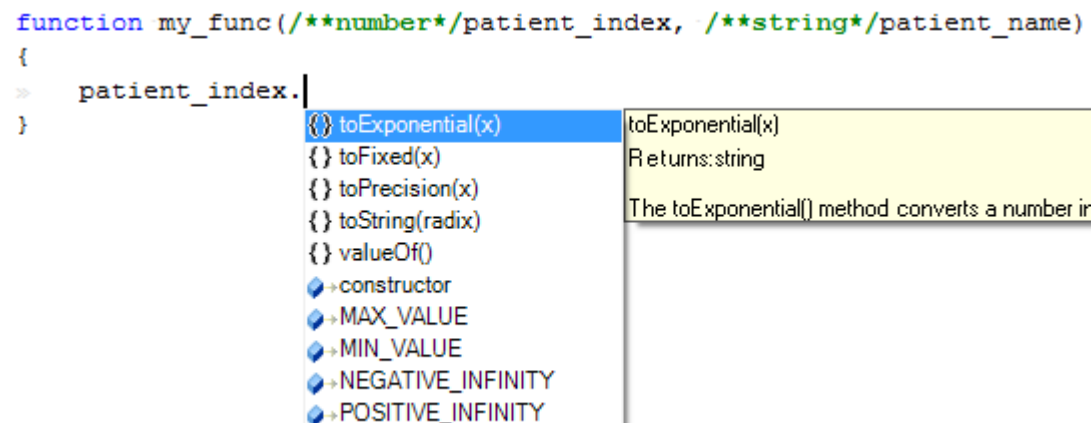 function my_func(/**number*/patient_index, /**string*/patient_name)
{
patient_index.
}
{} toExponential(x)
{} toFixed(x)
{} toPrecision(x)
{} toString(radix)
{} valueOf()
constructor
MAX_VALUE
MIN_VALUE
NEGATIVE_INFINITY
POSITIVE_INFINITY
toExponential(x)
Returns:string
The toExponential() method converts a number in